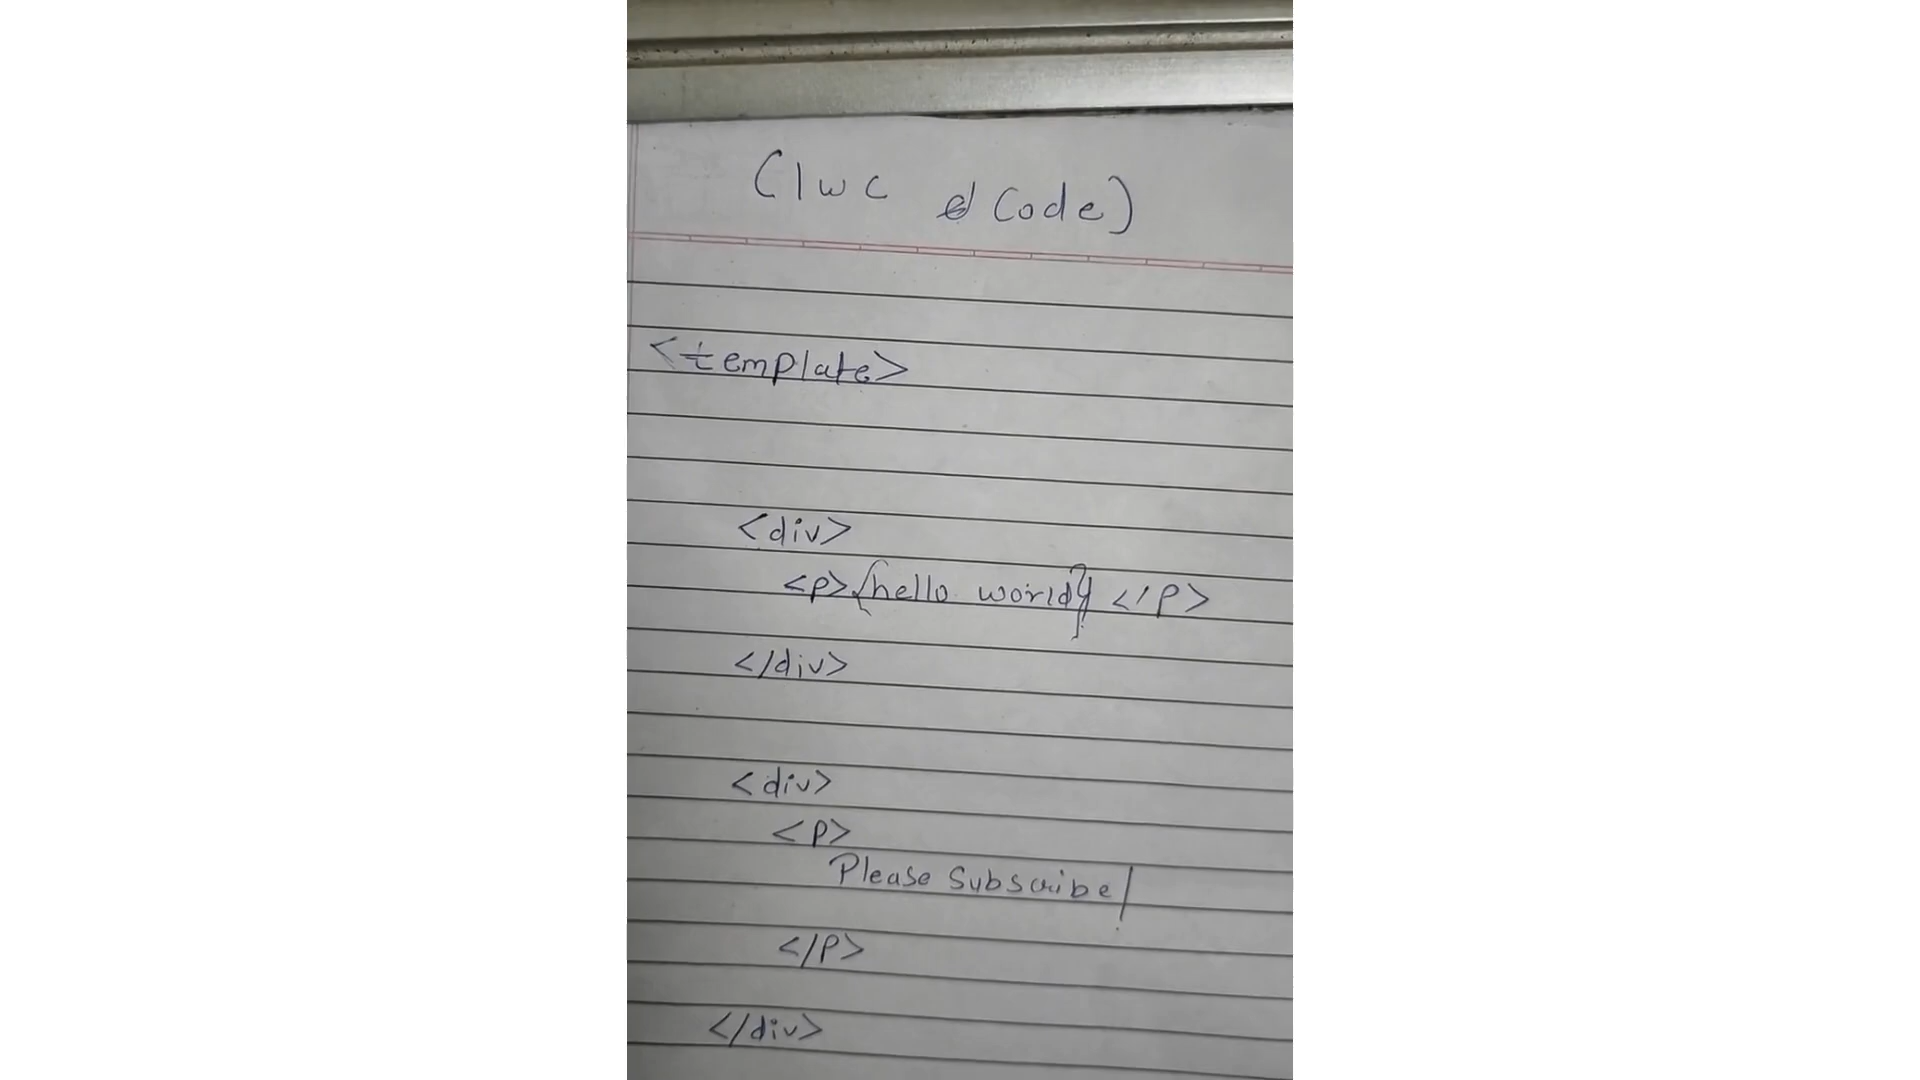 (lwc code)
<template>
<div>
<p>{hello world}</p>
</div>
<div>
<p>
Please Subscribe!
</p>
</div>